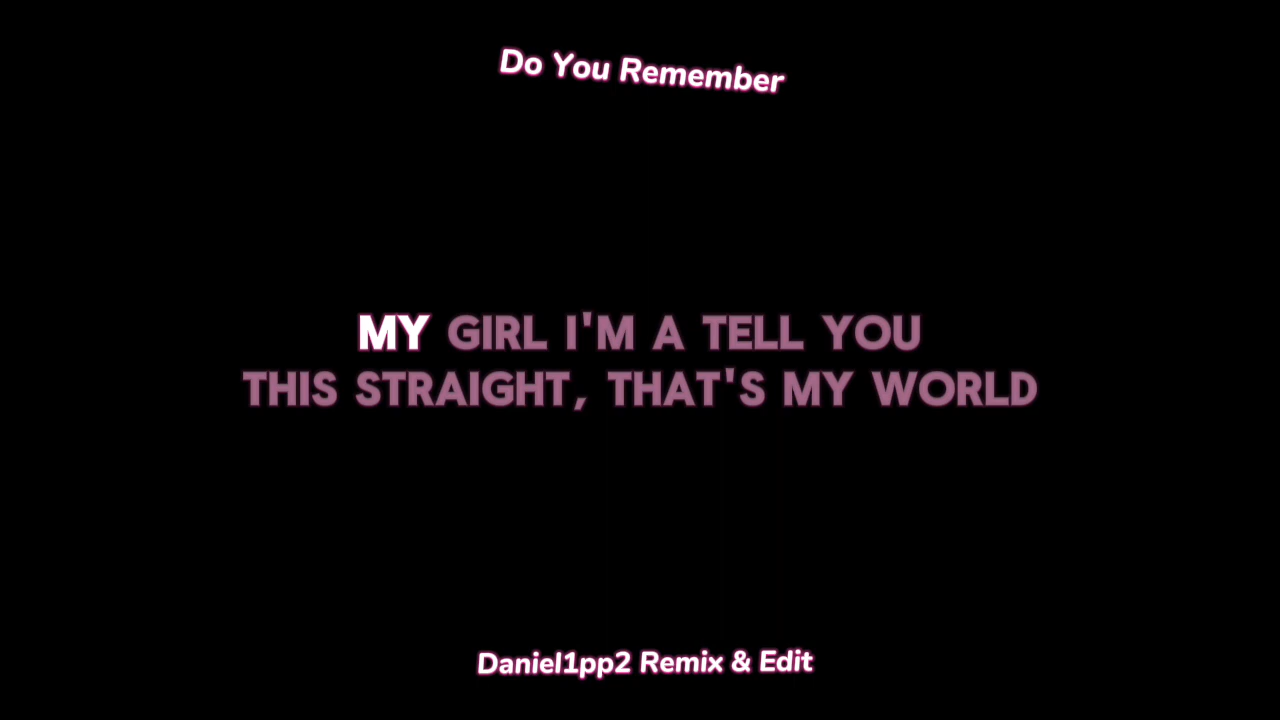 Do You Remember
MY GIRL I'M A TELL YOU
THIS STRAIGHT, THAT'S MY WORLD
Daniel1pp2 Remix & Edit